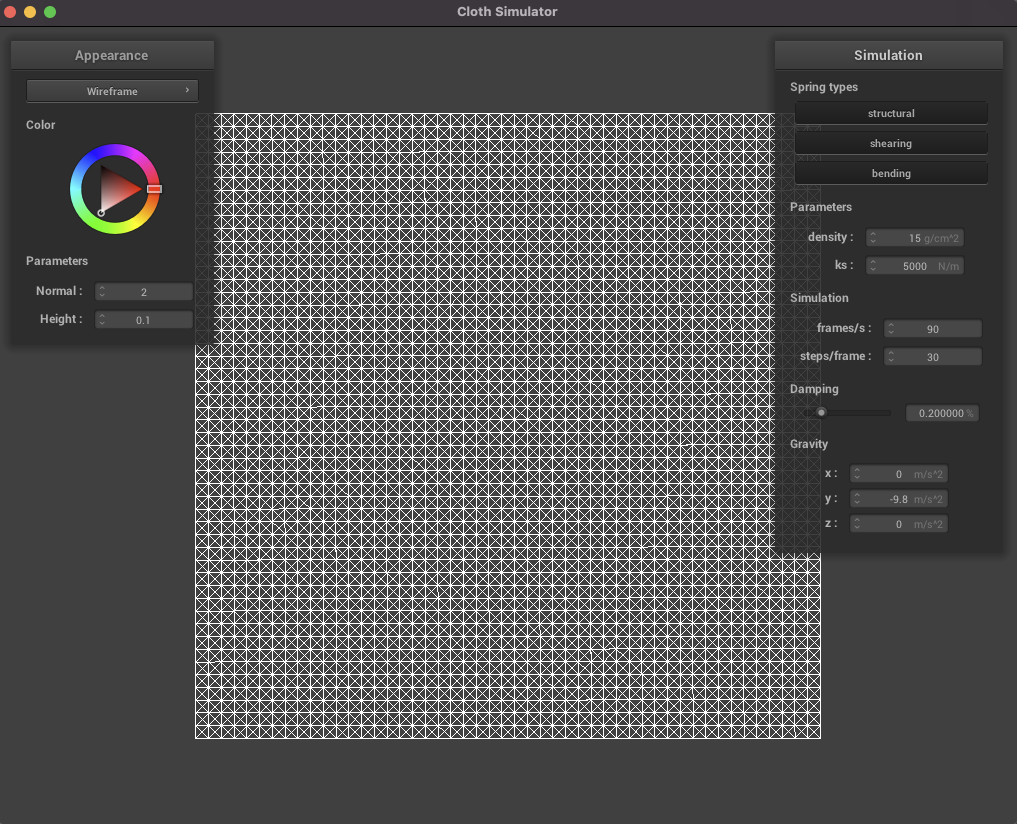 Cloth Simulator
Appearance
Wireframe ›
Color
Parameters
Normal : 2
Height : 0.1
Simulation
Spring types
structural
shearing
bending
Parameters
density : 15 g/cm^2
ks : 5000 N/m
Simulation
frames/s : 90
steps/frame : 30
Damping
0.200000 %
Gravity
x : 0 m/s^2
y : -9.8 m/s^2
z : 0 m/s^2